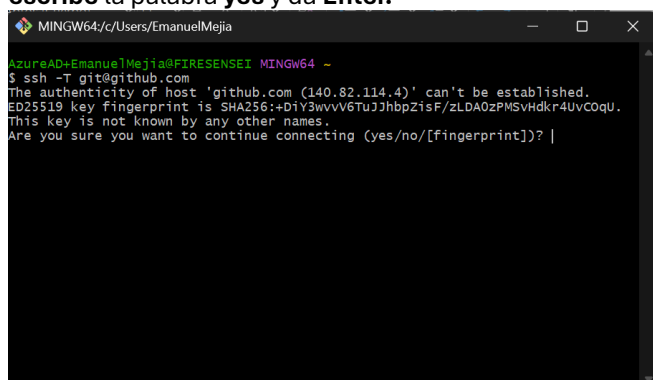 escribe la palabra yes y da Enter.
MINGW64:/c/Users/EmanuelMejia
AzureAD+EmanuelMejia@FIRESENSEI MINGW64 ~
$ ssh -T git@github.com
The authenticity of host 'github.com (140.82.114.4)' can't be established.
ED25519 key fingerprint is SHA256:+DiY3wvvV6TuJJhbpZisF/zLDA0zPMSvHdkr4UvCOqU.
This key is not known by any other names.
Are you sure you want to continue connecting (yes/no/[fingerprint])?